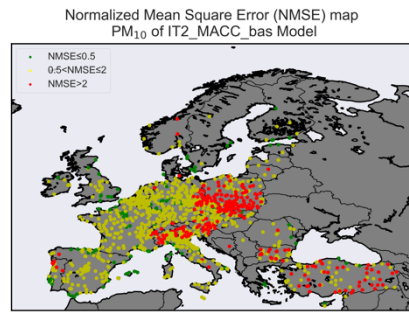 Normalized Mean Square Error (NMSE) map
PM₁₀ of IT2_MACC_bas Model
NMSE≤0.5
0.5<NMSE≤2
NMSE>2